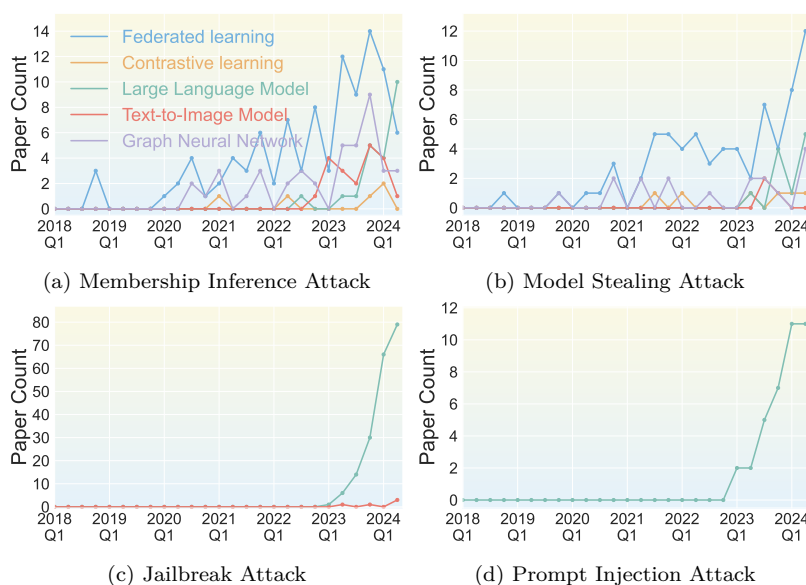 14
12
10
8
6
4
2
0
Paper Count
Federated learning
Contrastive learning
Large Language Model
Text-to-Image Model
Graph Neural Network
2018 2019 2020 2021 2022 2023 2024
Q1 Q1 Q1 Q1 Q1 Q1 Q1
(a) Membership Inference Attack
12
10
8
6
4
2
0
Paper Count
2018 2019 2020 2021 2022 2023 2024
Q1 Q1 Q1 Q1 Q1 Q1 Q1
(b) Model Stealing Attack
80
70
60
50
40
30
20
10
0
Paper Count
2018 2019 2020 2021 2022 2023 2024
Q1 Q1 Q1 Q1 Q1 Q1 Q1
(c) Jailbreak Attack
12
10
8
6
4
2
0
Paper Count
2018 2019 2020 2021 2022 2023 2024
Q1 Q1 Q1 Q1 Q1 Q1 Q1
(d) Prompt Injection Attack